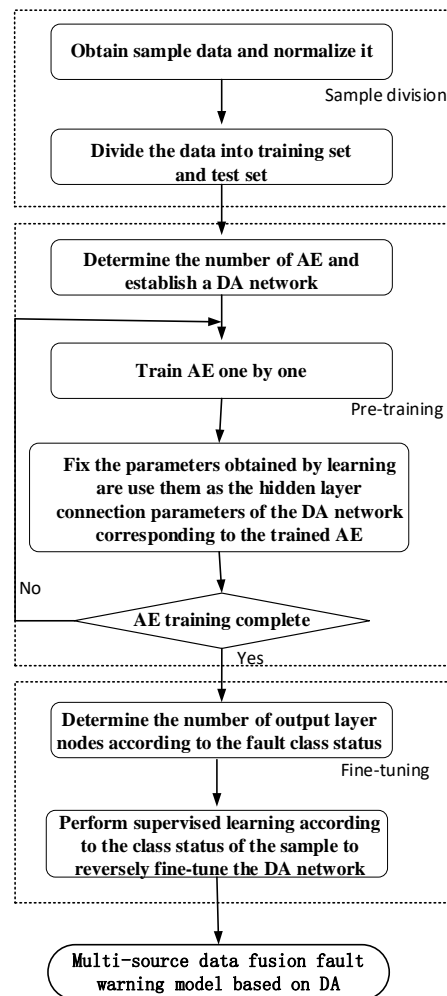 Obtain sample data and normalize it
Sample division
Divide the data into training set
and test set
Determine the number of AE and
establish a DA network
Train AE one by one
Pre-training
Fix the parameters obtained by learning
are use them as the hidden layer
connection parameters of the DA network
corresponding to the trained AE
No
AE training complete
Yes
Determine the number of output layer
nodes according to the fault class status
Fine-tuning
Perform supervised learning according
to the class status of the sample to
reversely fine-tune the DA network
Multi-source data fusion fault
warning model based on DA